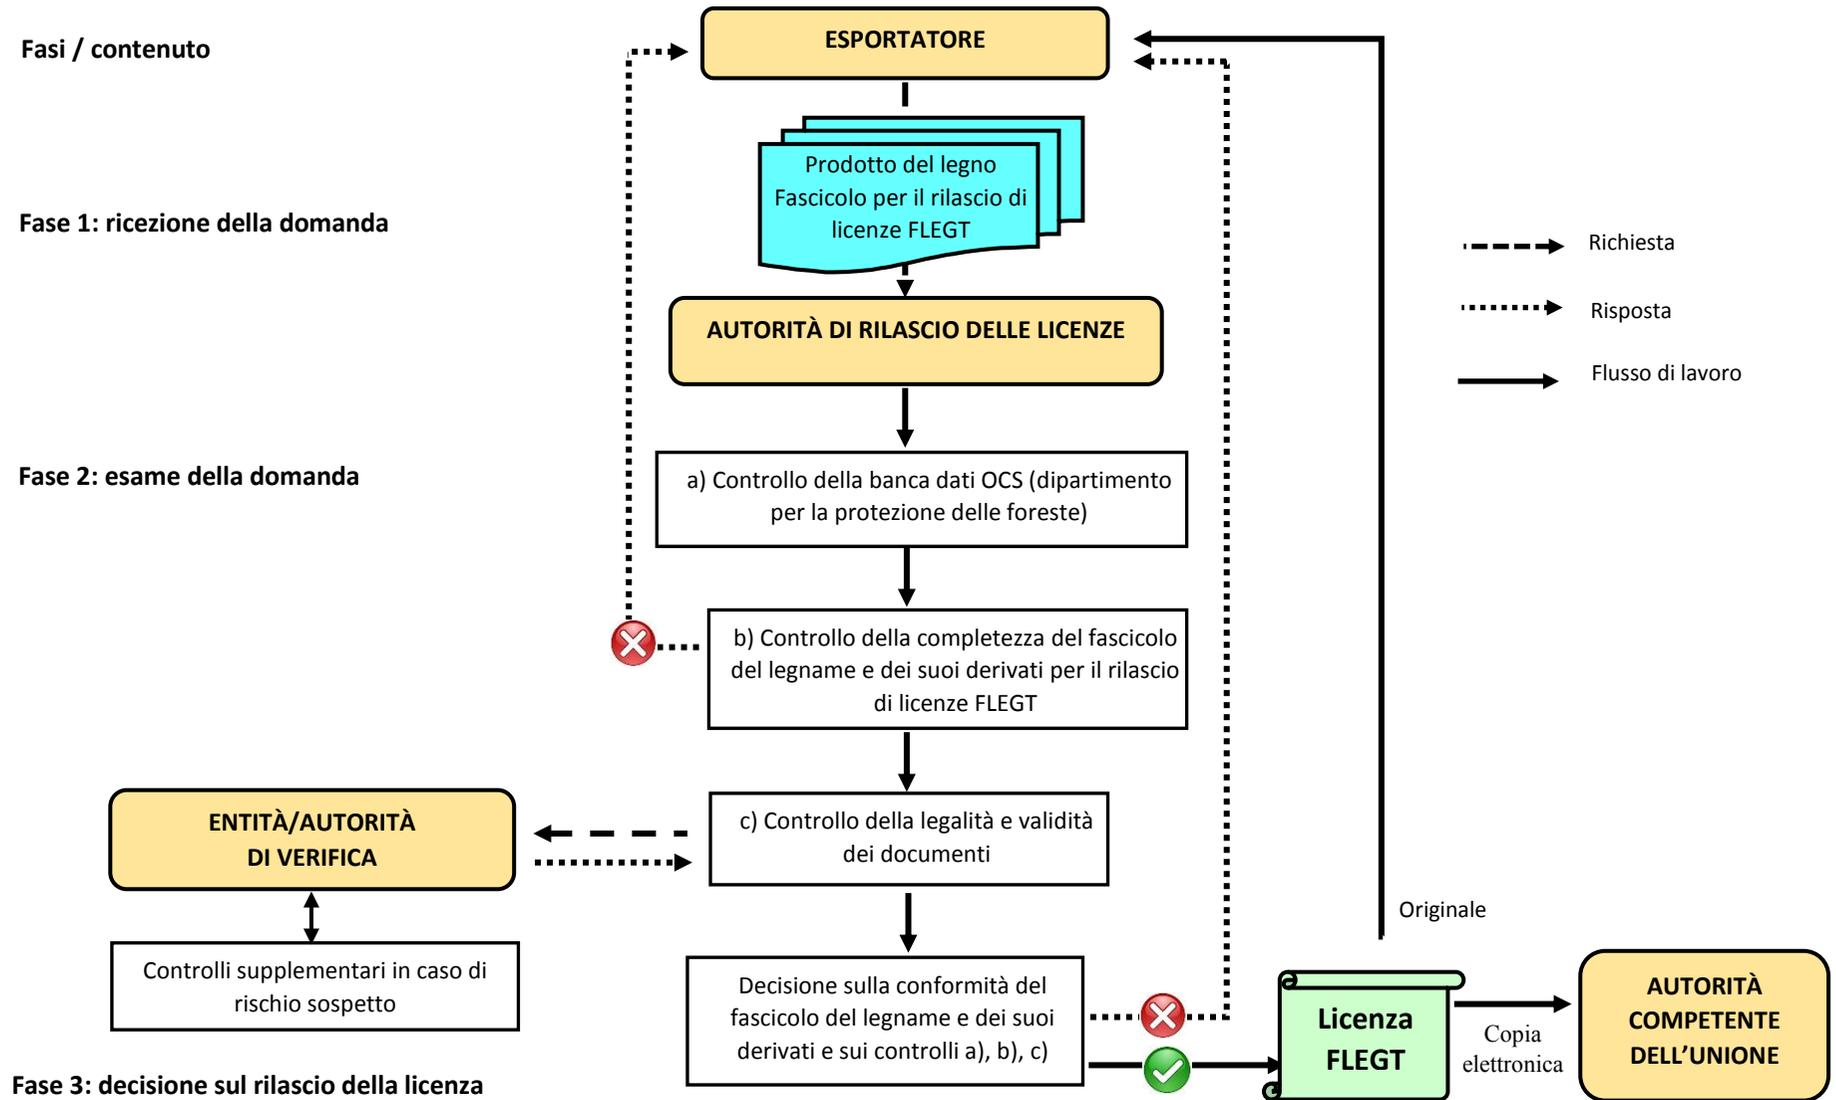 Fasi / contenuto
ESPORTATORE
Prodotto del legno
Fascicolo per il rilascio di
licenze FLEGT
Fase 1: ricezione della domanda
Richiesta
Risposta
Flusso di lavoro
AUTORITÀ DI RILASCIO DELLE LICENZE
Fase 2: esame della domanda
a) Controllo della banca dati OCS (dipartimento
per la protezione delle foreste)
b) Controllo della completezza del fascicolo
del legname e dei suoi derivati per il rilascio
di licenze FLEGT
ENTITÀ/AUTORITÀ
DI VERIFICA
c) Controllo della legalità e validità
dei documenti
Controlli supplementari in caso di
rischio sospetto
Decisione sulla conformità del
fascicolo del legname e dei suoi
derivati e sui controlli a), b), c)
Originale
Licenza
FLEGT
Copia
elettronica
AUTORITÀ
COMPETENTE
DELL’UNIONE
Fase 3: decisione sul rilascio della licenza